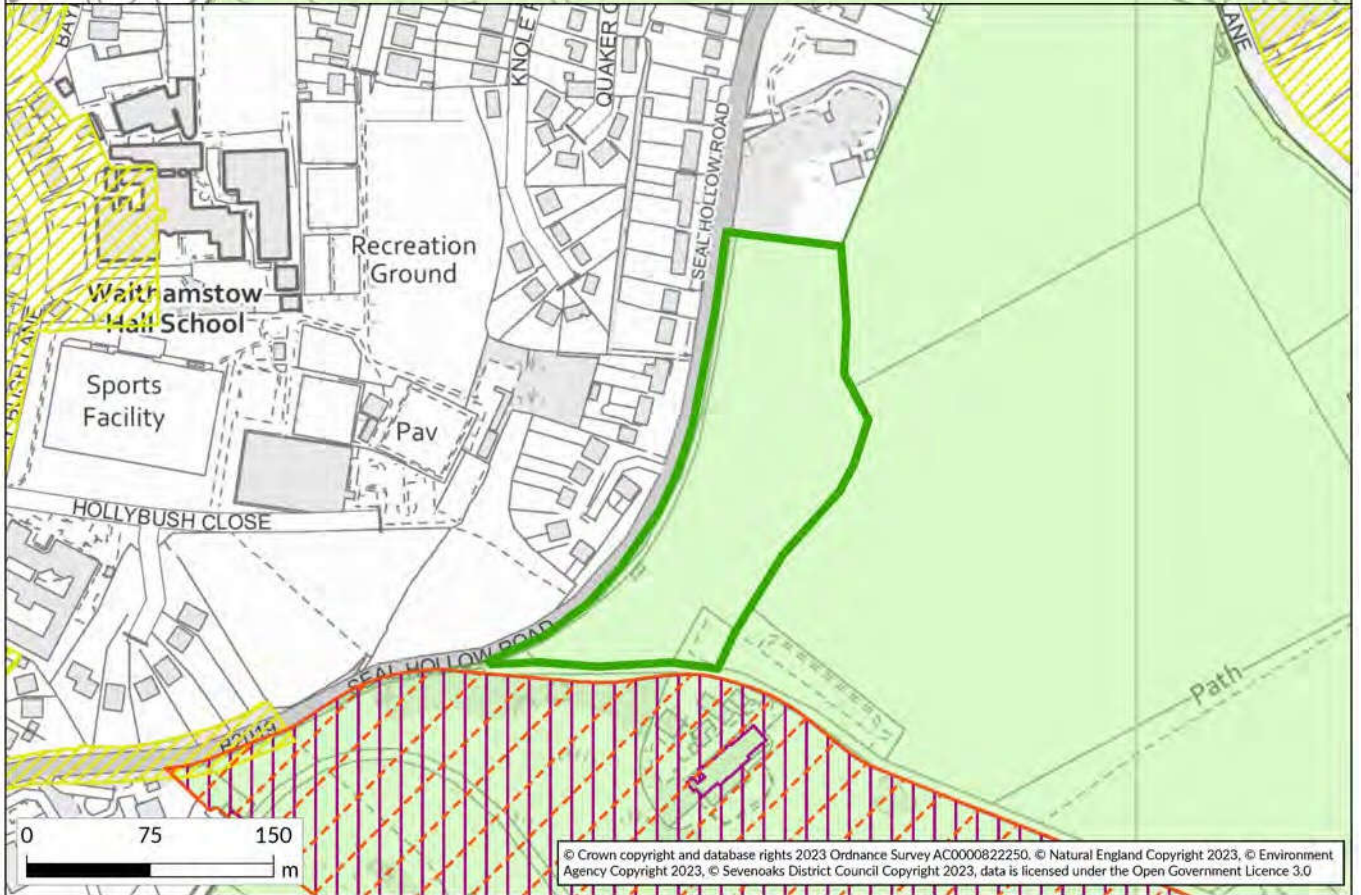 KNOLE
QUAKER
ANE
SEAL HOLLOW ROAD
Recreation
Ground
Walthamstow
Hall School
Sports
Facility
Pav
HOLLYBUSH CLOSE
SEAL HOLLOW ROAD
B2019
Path
0 75 150
m
© Crown copyright and database rights 2023 Ordnance Survey AC0000822250. © Natural England Copyright 2023, © Environment
Agency Copyright 2023, © Sevenoaks District Council Copyright 2023, data is licensed under the Open Government Licence 3.0